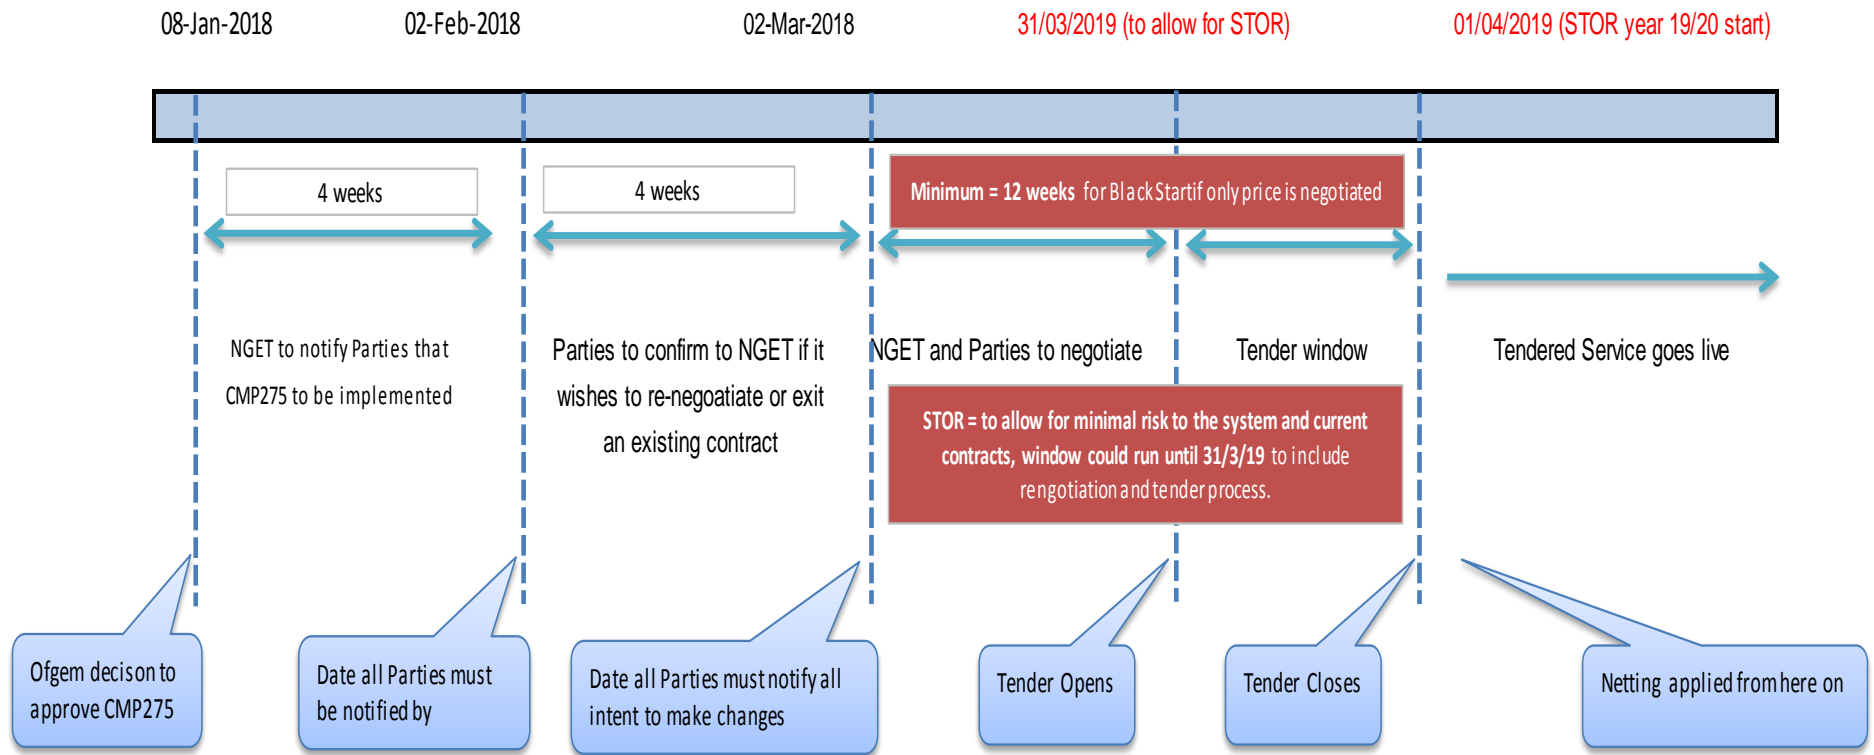 08-Jan-2018
02-Feb-2018
02-Mar-2018
31/03/2019 (to allow for STOR)
01/04/2019 (STOR year 19/20 start)
4 weeks
4 weeks
Minimum = 12 weeks for Black Startif only price is negotiated
NGET to notify Parties that
CMP275 to be implemented
Parties to confirm to NGET if it
wishes to re-negoatiate or exit
an existing contract
NGET and Parties to negotiate
Tender window
Tendered Service goes live
STOR = to allow for minimal risk to the system and current
contracts, window could run until 31/3/19 to include
rengotiation and tender process.
Ofgem decison to
approve CMP275
Date all Parties must
be notified by
Date all Parties must notify all
intent to make changes
Tender Opens
Tender Closes
Netting applied from here on